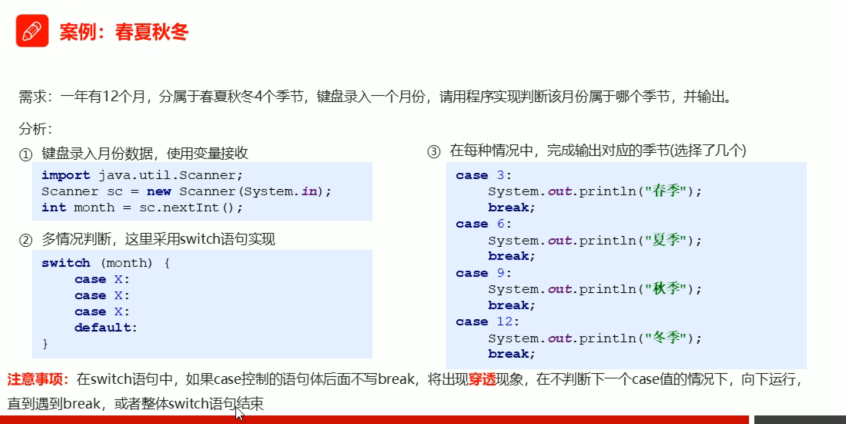 案例：春夏秋冬
需求：一年有12个月，分属于春夏秋冬4个季节，键盘录入一个月份，请用程序实现判断该月份属于哪个季节，并输出。
分析：
① 键盘录入月份数据，使用变量接收
import java.util.Scanner;
Scanner sc = new Scanner(System.in);
int month = sc.nextInt();
② 多情况判断，这里采用switch语句实现
switch (month) {
case X:
case X:
case X:
default:
}
③ 在每种情况中，完成输出对应的季节(选择了几个)
case 3:
System.out.println("春季");
break;
case 6:
System.out.println("夏季");
break;
case 9:
System.out.println("秋季");
break;
case 12:
System.out.println("冬季");
break;
注意事项：在switch语句中，如果case控制的语句体后面不写break，将出现穿透现象，在不判断下一个case值的情况下，向下运行，
直到遇到break，或者整体switch语句结束